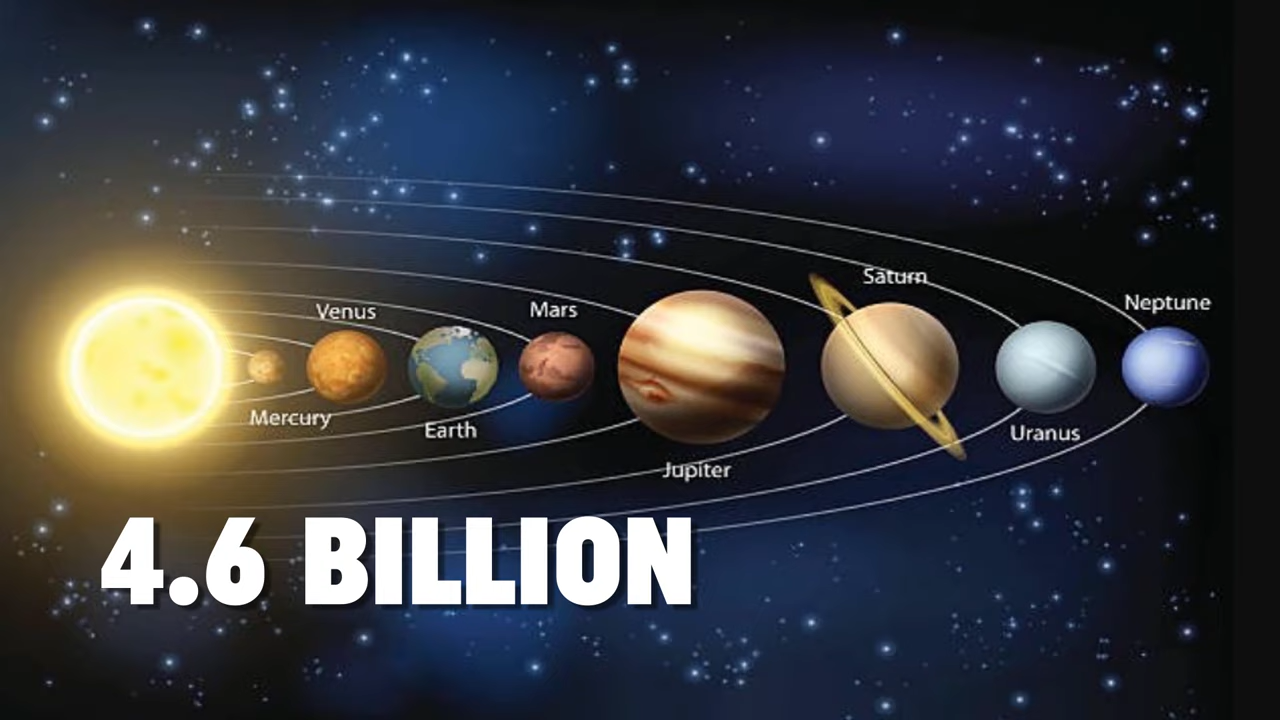 Saturn
Neptune
Venus
Mars
Mercury
Earth
Uranus
Jupiter
4.6 BILLION